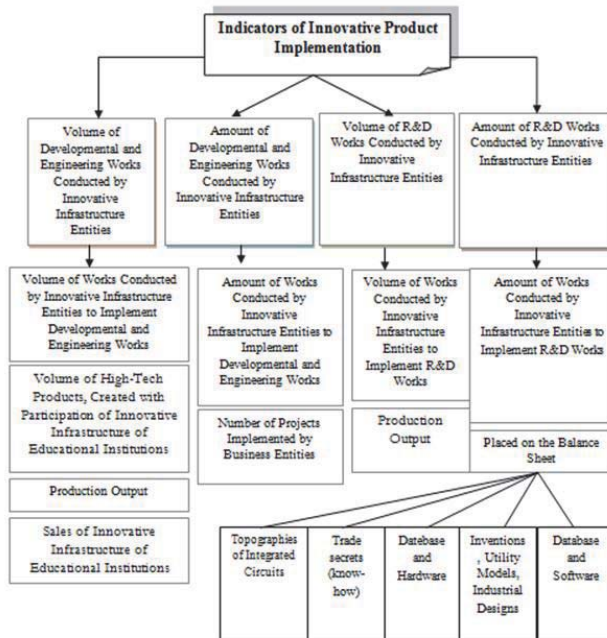 Indicators of Innovative Product
Implementation
Volume of
Developmental and
Engineering Works
Conducted by
Innovative
Infrastructure
Entities
Amount of
Developmental and
Engineering Works
Conducted by
Innovative Infrastructure
Entities
Volume of R&D
Works Conducted by
Innovative
Infrastructure Entities
Amount of R&D Works
Conducted by Innovative
Infrastructure Entities
Volume of Works Conducted
by Innovative Infrastructure
Entities to Implement
Developmental and
Engineering Works
Amount of Works
Conducted by
Innovative
Infrastructure Entities to
Implement
Developmental and
Engineering Works
Volume of Works
Conducted by
Innovative
Infrastructure
Entities to
Implement R&D
Works
Amount of Works
Conducted by
Innovative
Infrastructure Entities to
Implement R&D Works
Volume of High-Tech
Products, Created with
Participation of Innovative
Infrastructure of
Educational Institutions
Number of Projects
Implemented by
Business Entities
Production
Output
Placed on the Balance
Sheet
Production Output
Sales of Innovative
Infrastructure of
Educational Institutions
Topographies
of Integrated
Circuits
Trade
secrets
(know-
how)
Datebase
and
Hardware
Inventions
, Utility
Models,
Industrial
Designs
Database
and
Software